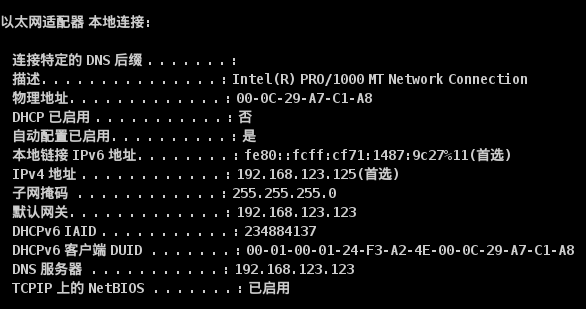 以太网适配器 本地连接:
连接特定的 DNS 后缀 . . . . . . . :
描述. . . . . . . . . . . . . . . : Intel(R) PRO/1000 MT Network Connection
物理地址. . . . . . . . . . . . . : 00-0C-29-A7-C1-A8
DHCP 已启用 . . . . . . . . . . . : 否
自动配置已启用. . . . . . . . . . : 是
本地链接 IPv6 地址. . . . . . . . : fe80::fcff:cf71:1487:9c27%11(首选)
IPv4 地址 . . . . . . . . . . . . : 192.168.123.125(首选)
子网掩码 . . . . . . . . . . . . : 255.255.255.0
默认网关. . . . . . . . . . . . . : 192.168.123.123
DHCPv6 IAID . . . . . . . . . . . : 234884137
DHCPv6 客户端 DUID . . . . . . . : 00-01-00-01-24-F3-A2-4E-00-0C-29-A7-C1-A8
DNS 服务器 . . . . . . . . . . . : 192.168.123.123
TCPIP 上的 NetBIOS . . . . . . . : 已启用